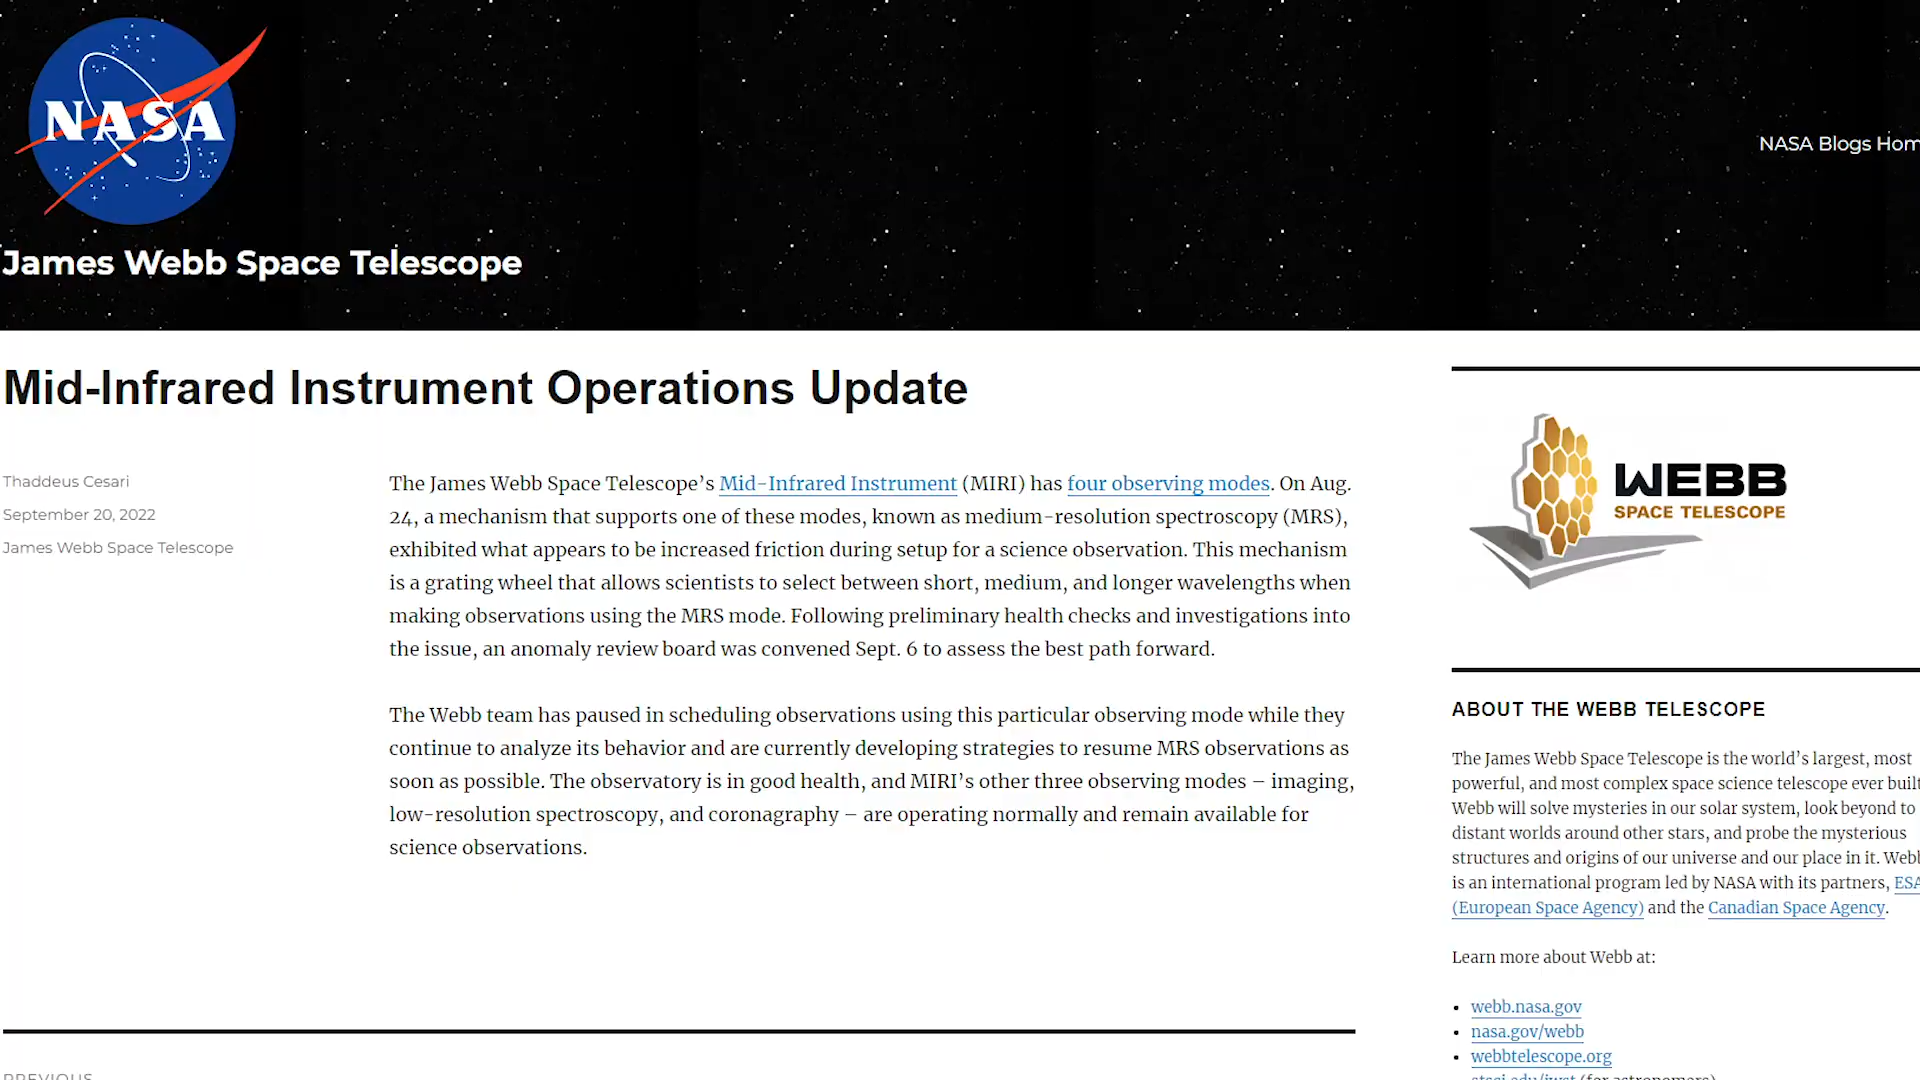 NASA
NASA Blogs Hom
James Webb Space Telescope
Mid-Infrared Instrument Operations Update
Thaddeus Cesari
September 20, 2022
James Webb Space Telescope
The James Webb Space Telescope’s Mid-Infrared Instrument (MIRI) has four observing modes. On Aug.
24, a mechanism that supports one of these modes, known as medium-resolution spectroscopy (MRS),
exhibited what appears to be increased friction during setup for a science observation. This mechanism
is a grating wheel that allows scientists to select between short, medium, and longer wavelengths when
making observations using the MRS mode. Following preliminary health checks and investigations into
the issue, an anomaly review board was convened Sept. 6 to assess the best path forward.
The Webb team has paused in scheduling observations using this particular observing mode while they
continue to analyze its behavior and are currently developing strategies to resume MRS observations as
soon as possible. The observatory is in good health, and MIRI’s other three observing modes – imaging,
low-resolution spectroscopy, and coronagraphy – are operating normally and remain available for
science observations.
PREVIOUS
WEBB
SPACE TELESCOPE
ABOUT THE WEBB TELESCOPE
The James Webb Space Telescope is the world’s largest, most
powerful, and most complex space science telescope ever built
Webb will solve mysteries in our solar system, look beyond to
distant worlds around other stars, and probe the mysterious
structures and origins of our universe and our place in it. Webb
is an international program led by NASA with its partners, ESA
(European Space Agency) and the Canadian Space Agency.
Learn more about Webb at:
webb.nasa.gov
nasa.gov/webb
webbtelescope.org
stsci.edu/jwst (for astronomers)